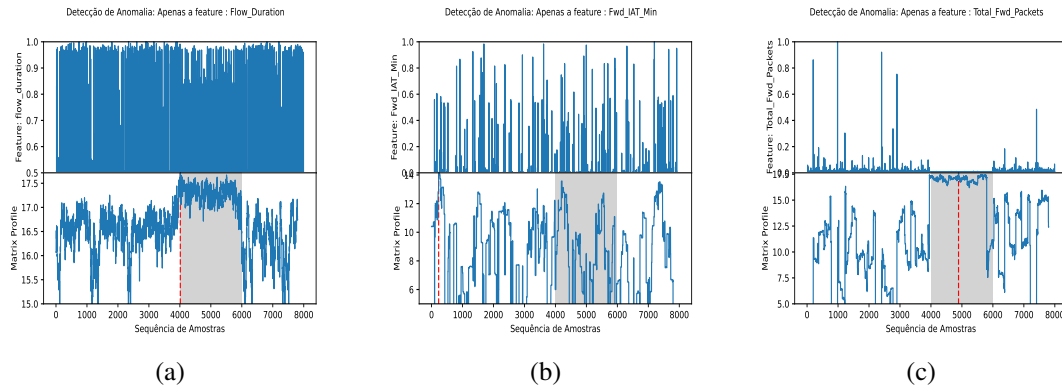 Detecção de Anomalia: Apenas a feature : Flow_Duration
Feature: flow_duration
1.0
0.9
0.8
0.7
0.6
0.5
Matrix Profile
17.5
17.0
16.5
16.0
15.5
15.0
0 1000 2000 3000 4000 5000 6000 7000 8000
Sequência de Amostras
(a)
Detecção de Anomalia: Apenas a feature : Fwd_IAT_Min
Feature: Fwd_IAT_Min
1.0
0.8
0.6
0.4
0.2
Matrix Profile
12
10
8
6
0 1000 2000 3000 4000 5000 6000 7000 8000
Sequência de Amostras
(b)
Detecção de Anomalia: Apenas a feature : Total_Fwd_Packets
Feature: Total_Fwd_Packets
1.0
0.8
0.6
0.4
0.2
Matrix Profile
15.0
12.5
10.0
7.5
5.0
0 1000 2000 3000 4000 5000 6000 7000 8000
Sequência de Amostras
(c)